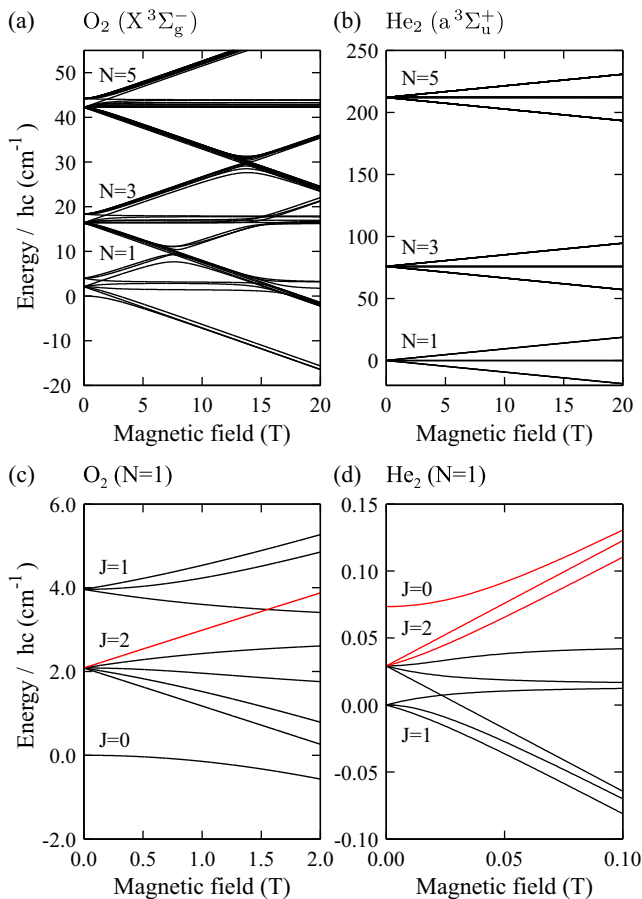 (a) O₂ (X ³Σg⁻)
50
40
30
20
10
0
-10
-20
N=5
N=3
N=1
0 5 10 15 20
Energy / hc (cm⁻¹)
Magnetic field (T)
(b) He₂ (a ³Σu⁺)
250
200
150
100
50
0
N=5
N=3
N=1
0 5 10 15 20
Magnetic field (T)
(c) O₂ (N=1)
6.0
4.0
2.0
0.0
-2.0
J=1
J=2
J=0
0.0 0.5 1.0 1.5 2.0
Energy / hc (cm⁻¹)
Magnetic field (T)
(d) He₂ (N=1)
0.15
0.10
0.05
0.00
-0.05
-0.10
J=0
J=2
J=1
0.00 0.05 0.10
Magnetic field (T)